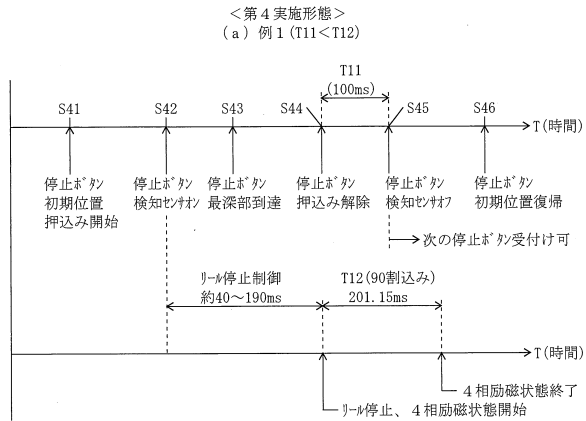 ＜第４実施形態＞
(a) 例１(T11＜T12)
T11
(100ms)
S41
S42
S43
S44
S45
S46
T(時間)
停止ﾎﾞﾀﾝ
初期位置
押込み開始
停止ﾎﾞﾀﾝ
検知ｾﾝｻｵﾝ
停止ﾎﾞﾀﾝ
最深部到達
停止ﾎﾞﾀﾝ
押込み解除
停止ﾎﾞﾀﾝ
検知ｾﾝｻｵﾌ
停止ﾎﾞﾀﾝ
初期位置復帰
次の停止ﾎﾞﾀﾝ受付け可
ﾘｰﾙ停止制御
約40～190ms
T12(90割込み)
201.15ms
T(時間)
４相励磁状態終了
ﾘｰﾙ停止、４相励磁状態開始